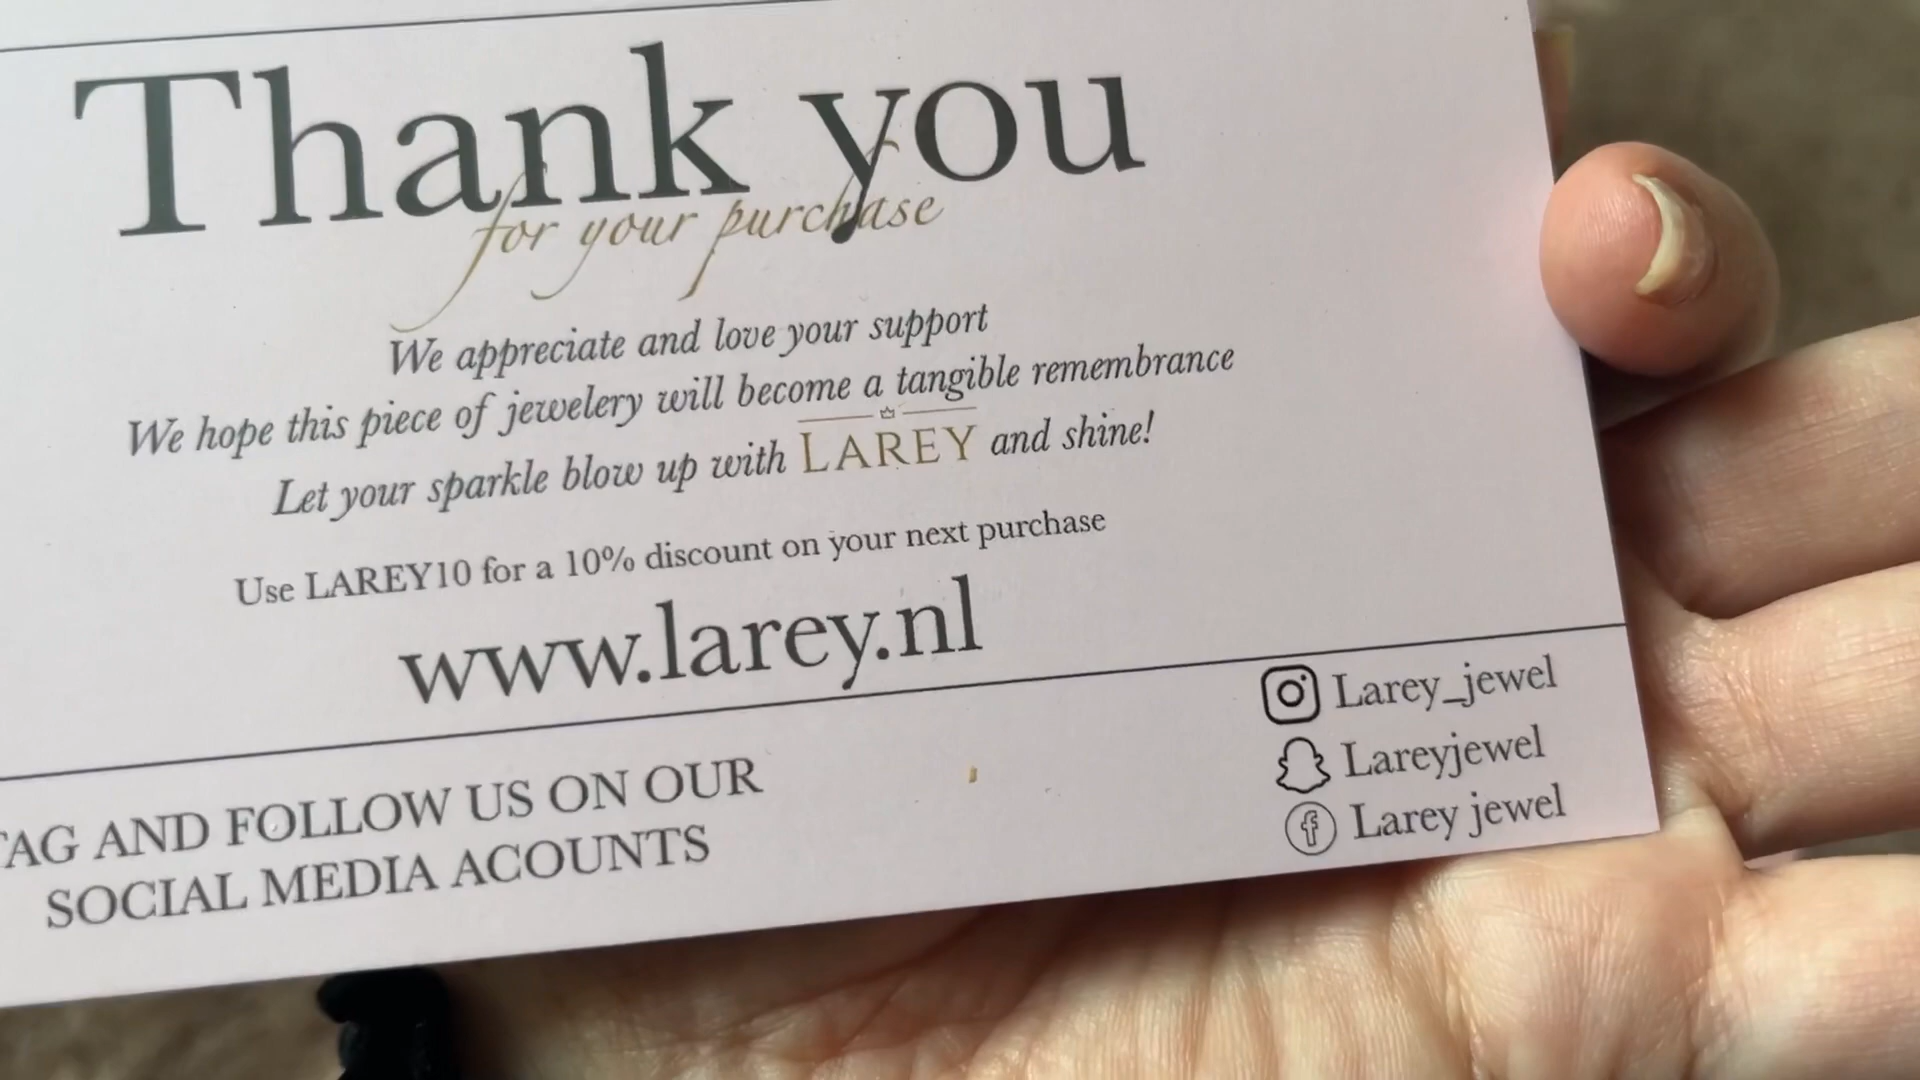 Thank you
for your purchase
We appreciate and love your support
We hope this piece of jewelery will become a tangible remembrance
Let your sparkle blow up with LAREY and shine!
Use LAREY10 for a 10% discount on your next purchase
www.larey.nl
TAG AND FOLLOW US ON OUR
SOCIAL MEDIA ACOUNTS
Larey_jewel
Lareyjewel
Larey jewel